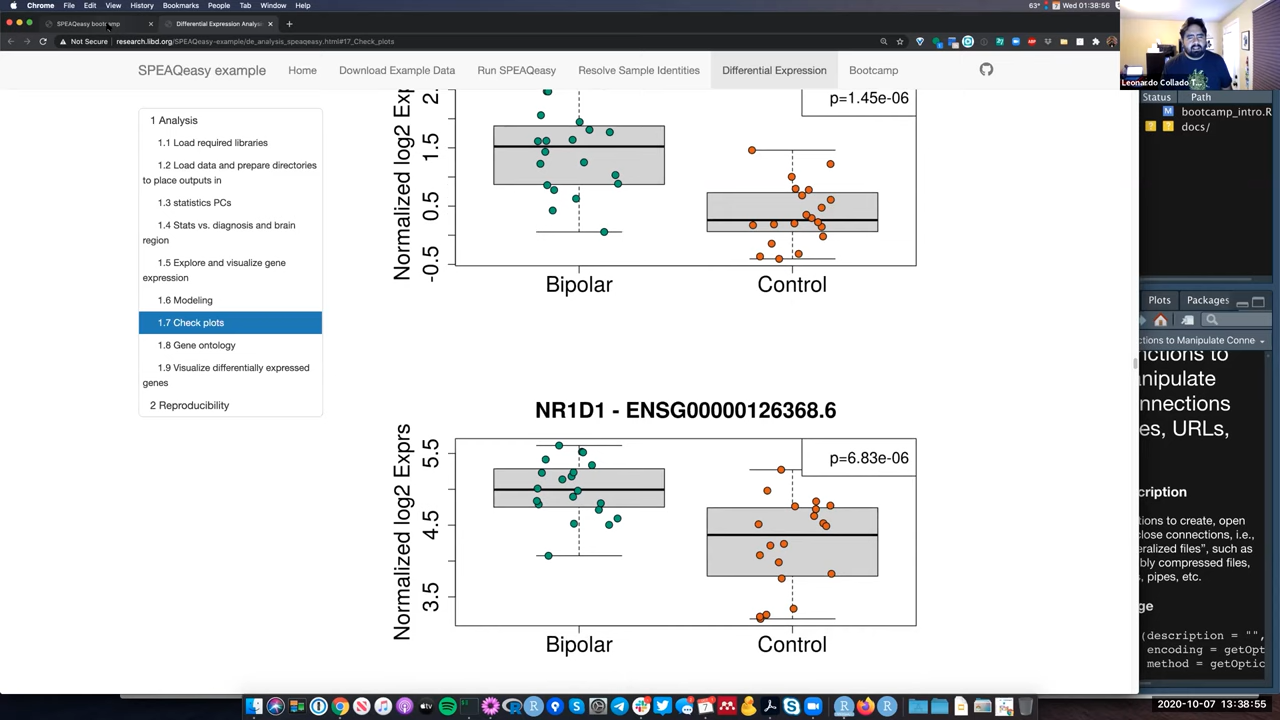 Chrome File Edit View History Bookmarks People Tab Window Help
63° Wed 01:38:56
SPEAQeasy bootcamp
Differential Expression Analysi
Not Secure | research.libd.org/SPEAQeasy-example/de_analysis_speaqeasy.html#17_Check_plots
Leonardo Collado T...
SPEAQeasy example Home Download Example Data Run SPEAQeasy Resolve Sample Identities Differential Expression Bootcamp
1 Analysis
1.1 Load required libraries
1.2 Load data and prepare directories
to place outputs in
1.3 statistics PCs
1.4 Stats vs. diagnosis and brain
region
1.5 Explore and visualize gene
expression
1.6 Modeling
1.7 Check plots
1.8 Gene ontology
1.9 Visualize differentially expressed
genes
2 Reproducibility
Normalized log2 Exp
1.5
0.5
-0.5
p=1.45e-06
Bipolar
Control
NR1D1 - ENSG00000126368.6
Normalized log2 Exprs
5.5
4.5
3.5
p=6.83e-06
Bipolar
Control
Status Path
M bootcamp_intro.R
? ? docs/
Plots Packages
ctions to Manipulate Conne
nctions to
nipulate
nnections
es, URLs,
scription
tions to create, open
close connections, i.e.,
eralized files", such as
bly compressed files,
s, pipes, etc.
ge
(description = "",
encoding = getOpt
method = getOptic
2020-10-07 13:38:55